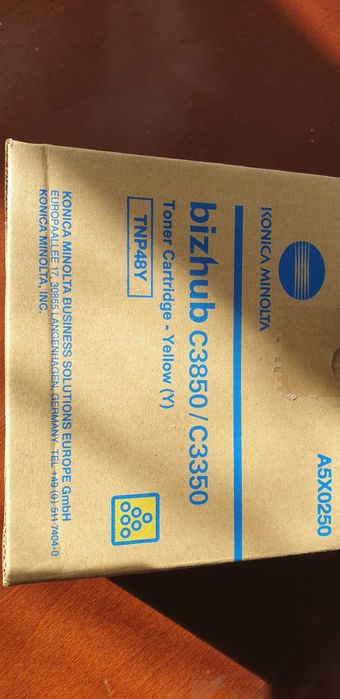 KONICA MINOLTA
A5X0250
bizhub C3850 / C3350
Toner Cartridge - Yellow (Y)
TNP48Y
KONICA MINOLTA BUSINESS SOLUTIONS EUROPE GmbH
EUROPAALLEE 17, 30855 LANGENHAGEN, GERMANY TEL +49 (0) 511 7404-0
KONICA MINOLTA, INC.